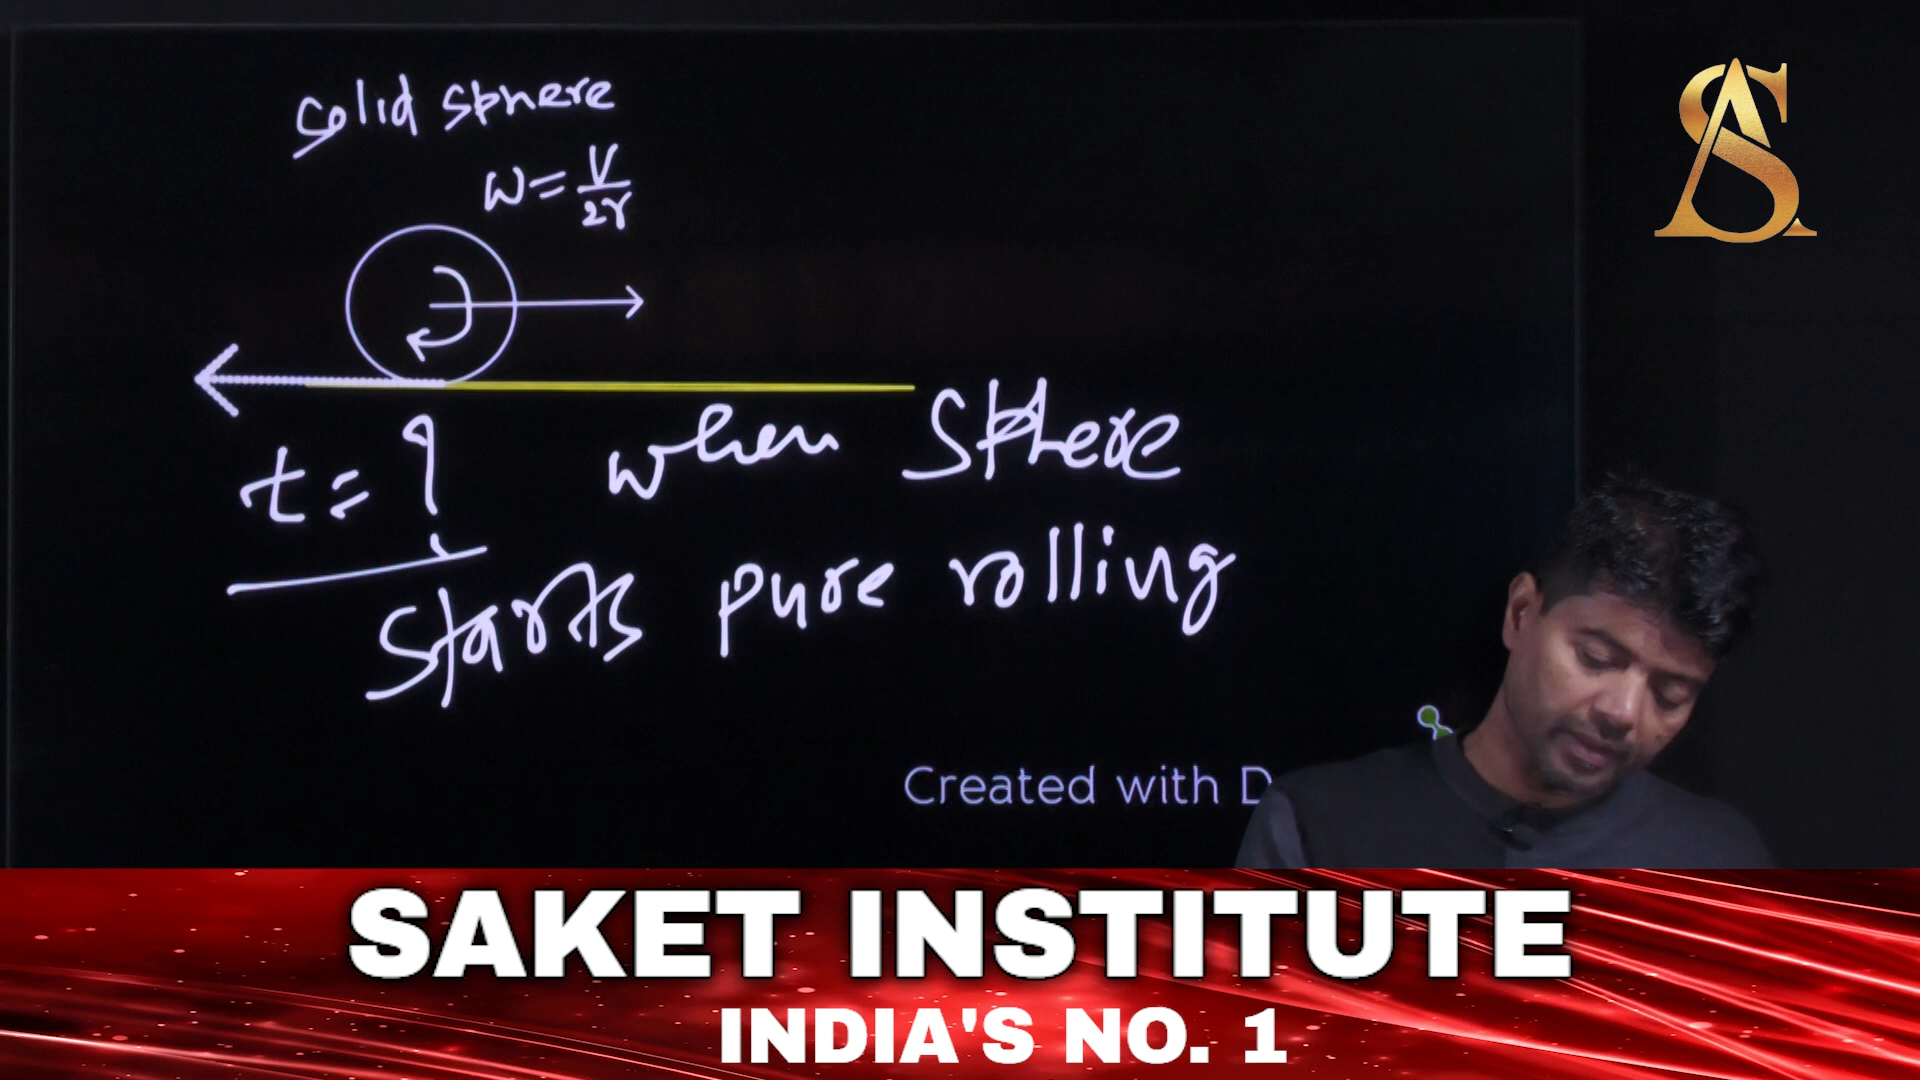 solid sphere
ω = v/2r
t = ? when sphere
starts pure rolling
Created with D
SAKET INSTITUTE
INDIA'S NO. 1